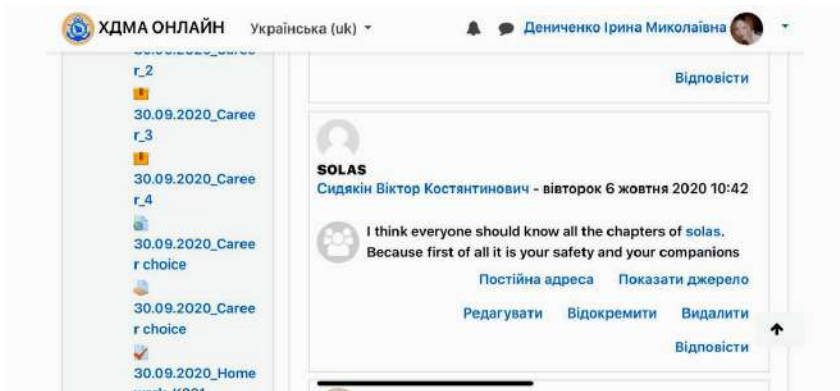 ХДМА ОНЛАЙН
Українська (uk)
Дениченко Ірина Миколаївна
r_2
30.09.2020_Caree
r_3
30.09.2020_Caree
r_4
30.09.2020_Caree
r choice
30.09.2020_Caree
r choice
30.09.2020_Home
Відповісти
SOLAS
Сидякін Віктор Костянтинович - вівторок 6 жовтня 2020 10:42
I think everyone should know all the chapters of solas.
Because first of all it is your safety and your companions
Постійна адреса Показати джерело
Редагувати Відокремити Видалити
Відповісти